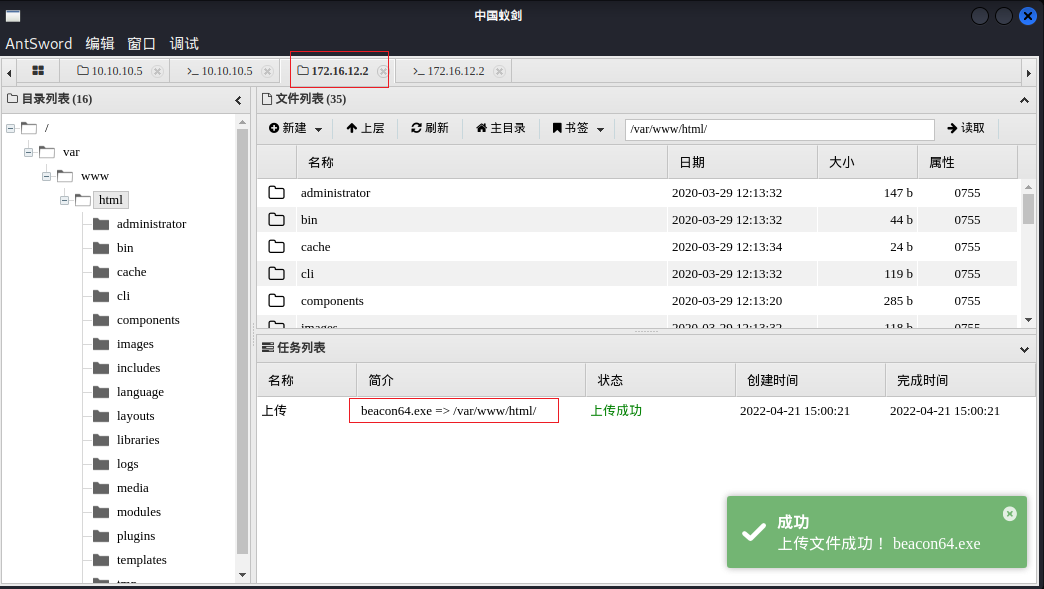 中国蚁剑
AntSword 编辑 窗口 调试
10.10.10.5 >_ 10.10.10.5 172.16.12.2 >_ 172.16.12.2
目录列表 (16)
/
var
www
html
administrator
bin
cache
cli
components
images
includes
language
layouts
libraries
logs
media
modules
plugins
templates
tmp
文件列表 (35)
新建 上层 刷新 主目录 书签 /var/www/html/ 读取
名称 日期 大小 属性
administrator 2020-03-29 12:13:32 147 b 0755
bin 2020-03-29 12:13:32 44 b 0755
cache 2020-03-29 12:13:34 24 b 0755
cli 2020-03-29 12:13:32 119 b 0755
components 2020-03-29 12:13:20 285 b 0755
images 2020-03-29 12:13:32 118 b 0755
任务列表
名称 简介 状态 创建时间 完成时间
上传 beacon64.exe => /var/www/html/ 上传成功 2022-04-21 15:00:21 2022-04-21 15:00:21
成功
上传文件成功！ beacon64.exe